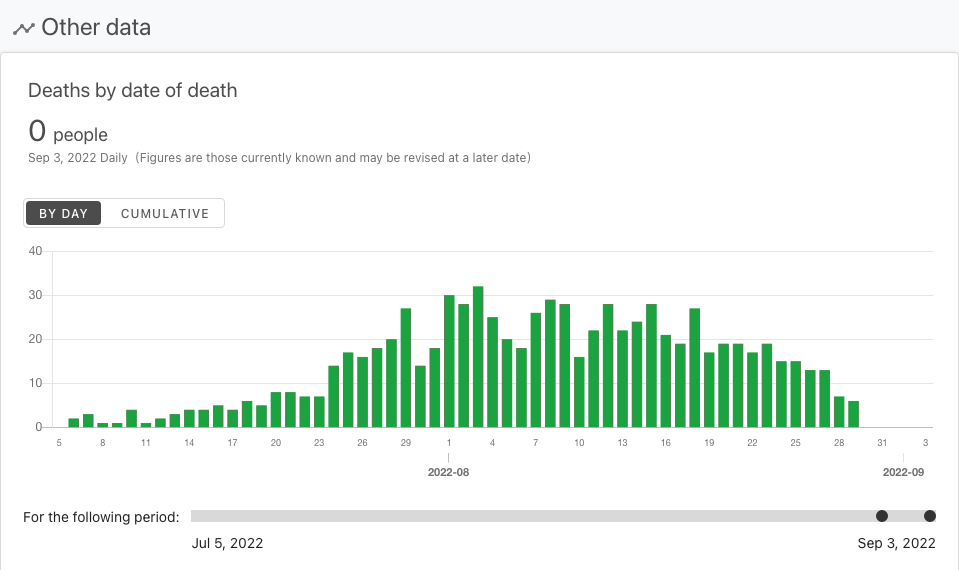 Other data
Deaths by date of death
0 people
Sep 3, 2022 Daily (Figures are those currently known and may be revised at a later date)
BY DAY CUMULATIVE
40
30
20
10
0
5 8 11 14 17 20 23 26 29 1 4 7 10 13 16 19 22 25 28 31 3
2022-08 2022-09
For the following period:
Jul 5, 2022 Sep 3, 2022